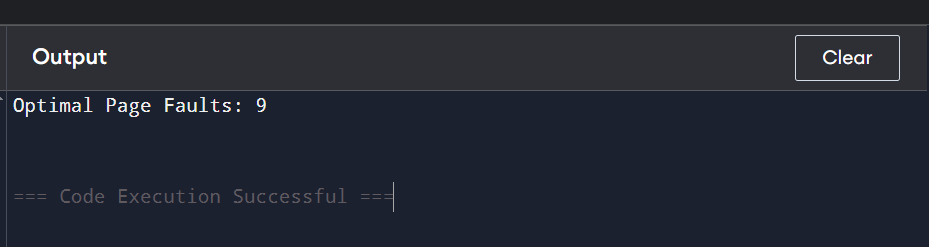 Output
Clear
Optimal Page Faults: 9
=== Code Execution Successful ===